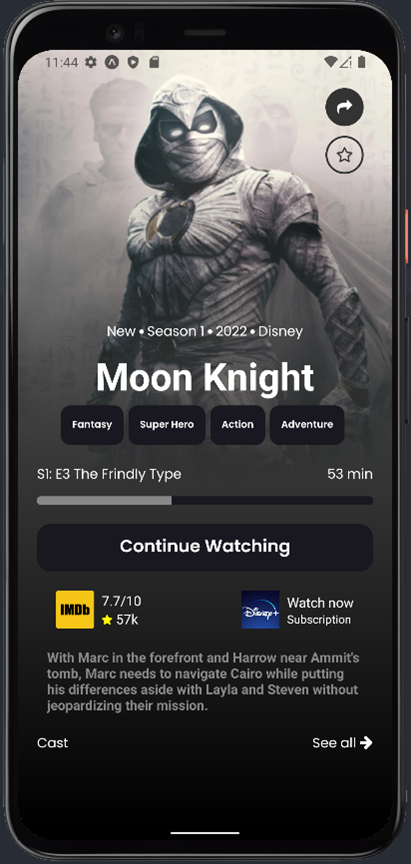 11:44
New • Season 1 • 2022 • Disney
Moon Knight
Fantasy Super Hero Action Adventure
S1: E3 The Frindly Type 53 min
Continue Watching
IMDb 7.7/10 Disney+ Watch now
57k Subscription
With Marc in the forefront and Harrow near Ammit's
tomb, Marc needs to navigate Cairo while putting
his differences aside with Layla and Steven without
jeopardizing their mission.
Cast See all